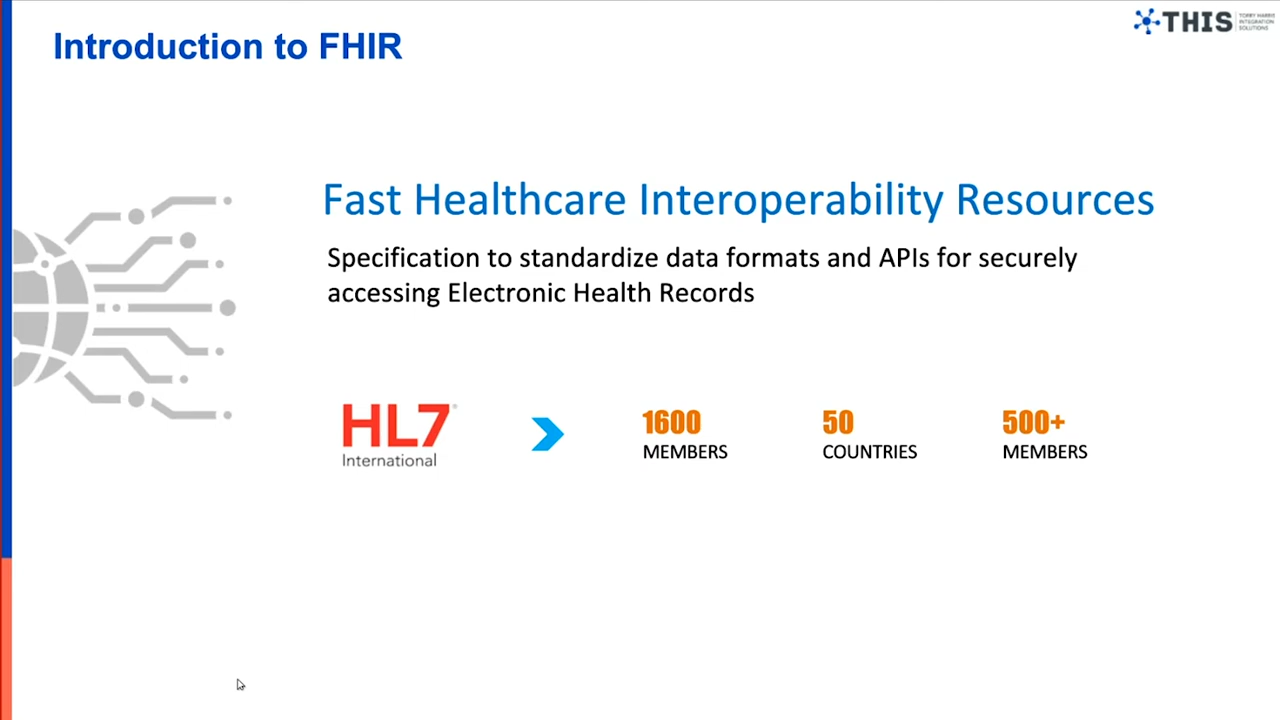 Introduction to FHIR
THIS
TORRY HARRIS
INTEGRATION
SOLUTIONS
Fast Healthcare Interoperability Resources
Specification to standardize data formats and APIs for securely
accessing Electronic Health Records
HL7
International
1600
MEMBERS
50
COUNTRIES
500+
MEMBERS